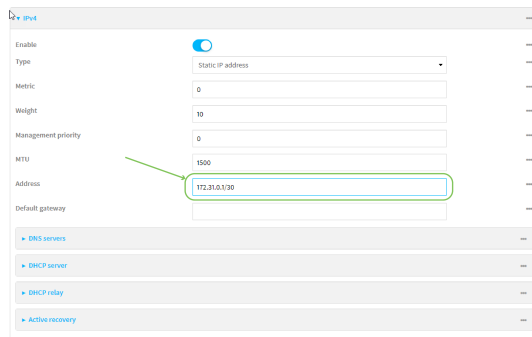 IPv4
Enable
Type Static IP address
Metric 0
Weight 10
Management priority 0
MTU 1500
Address 172.31.0.1/30
Default gateway
DNS servers
DHCP server
DHCP relay
Active recovery